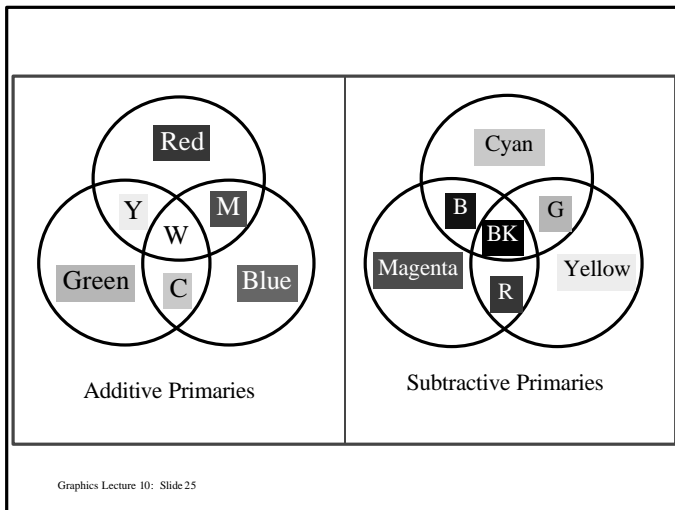 Red
Y
M
W
Green
C
Blue
Additive Primaries
Cyan
B
G
BK
Magenta
Yellow
R
Subtractive Primaries
Graphics Lecture 10: Slide 25